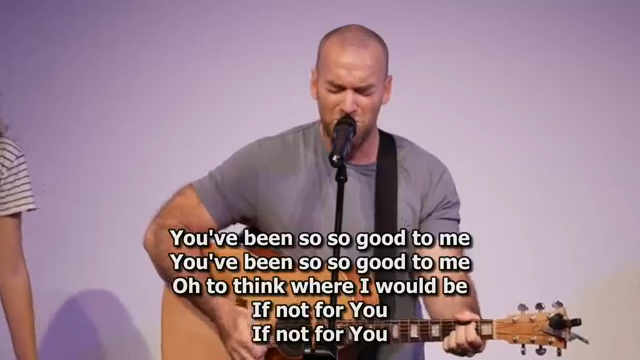 You've been so so good to me
You've been so so good to me
Oh to think where I would be
If not for You
If not for You